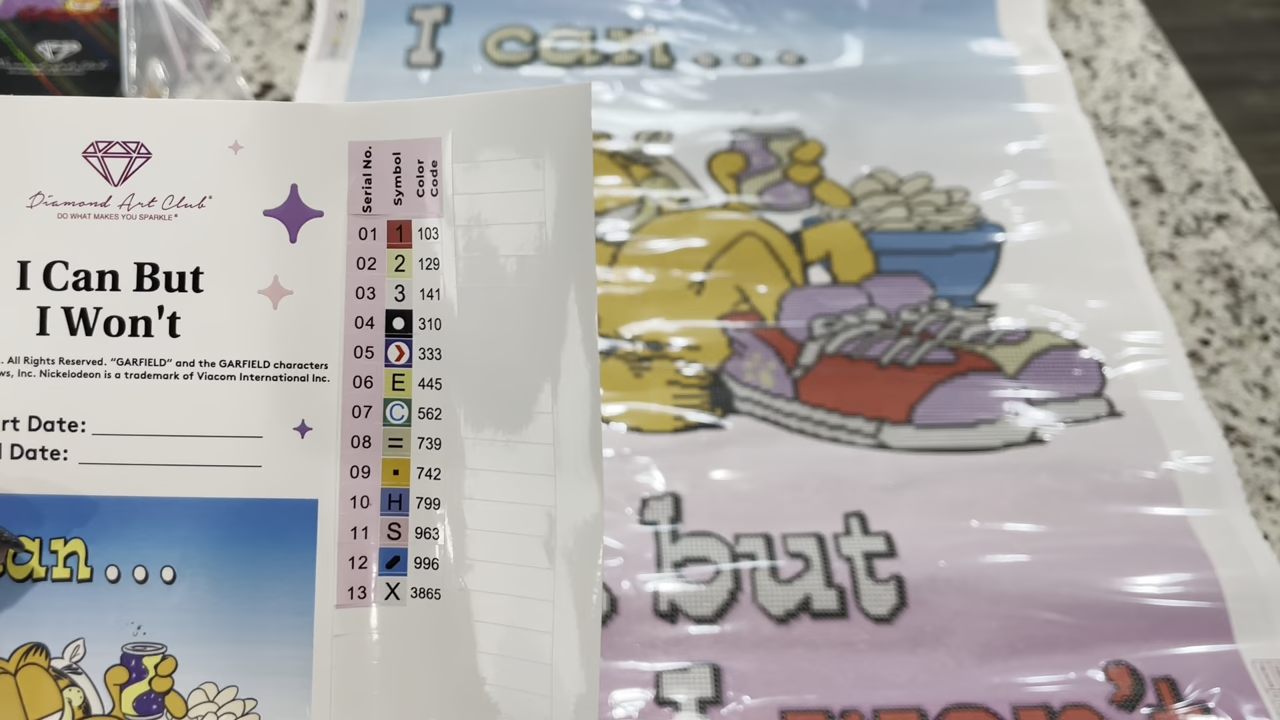 I can...
Diamond Art Club®
DO WHAT MAKES YOU SPARKLE®
I Can But
I Won't
. All Rights Reserved. "GARFIELD" and the GARFIELD characters
ws, Inc. Nickelodeon is a trademark of Viacom International Inc.
rt Date:
d Date:
an...
Serial No. Symbol Color Code
01 1 103
02 2 129
03 3 141
04 ● 310
05 ❯ 333
06 E 445
07 C 562
08 = 739
09 ▪ 742
10 H 799
11 S 963
12 996
13 X 3865
but
I won't